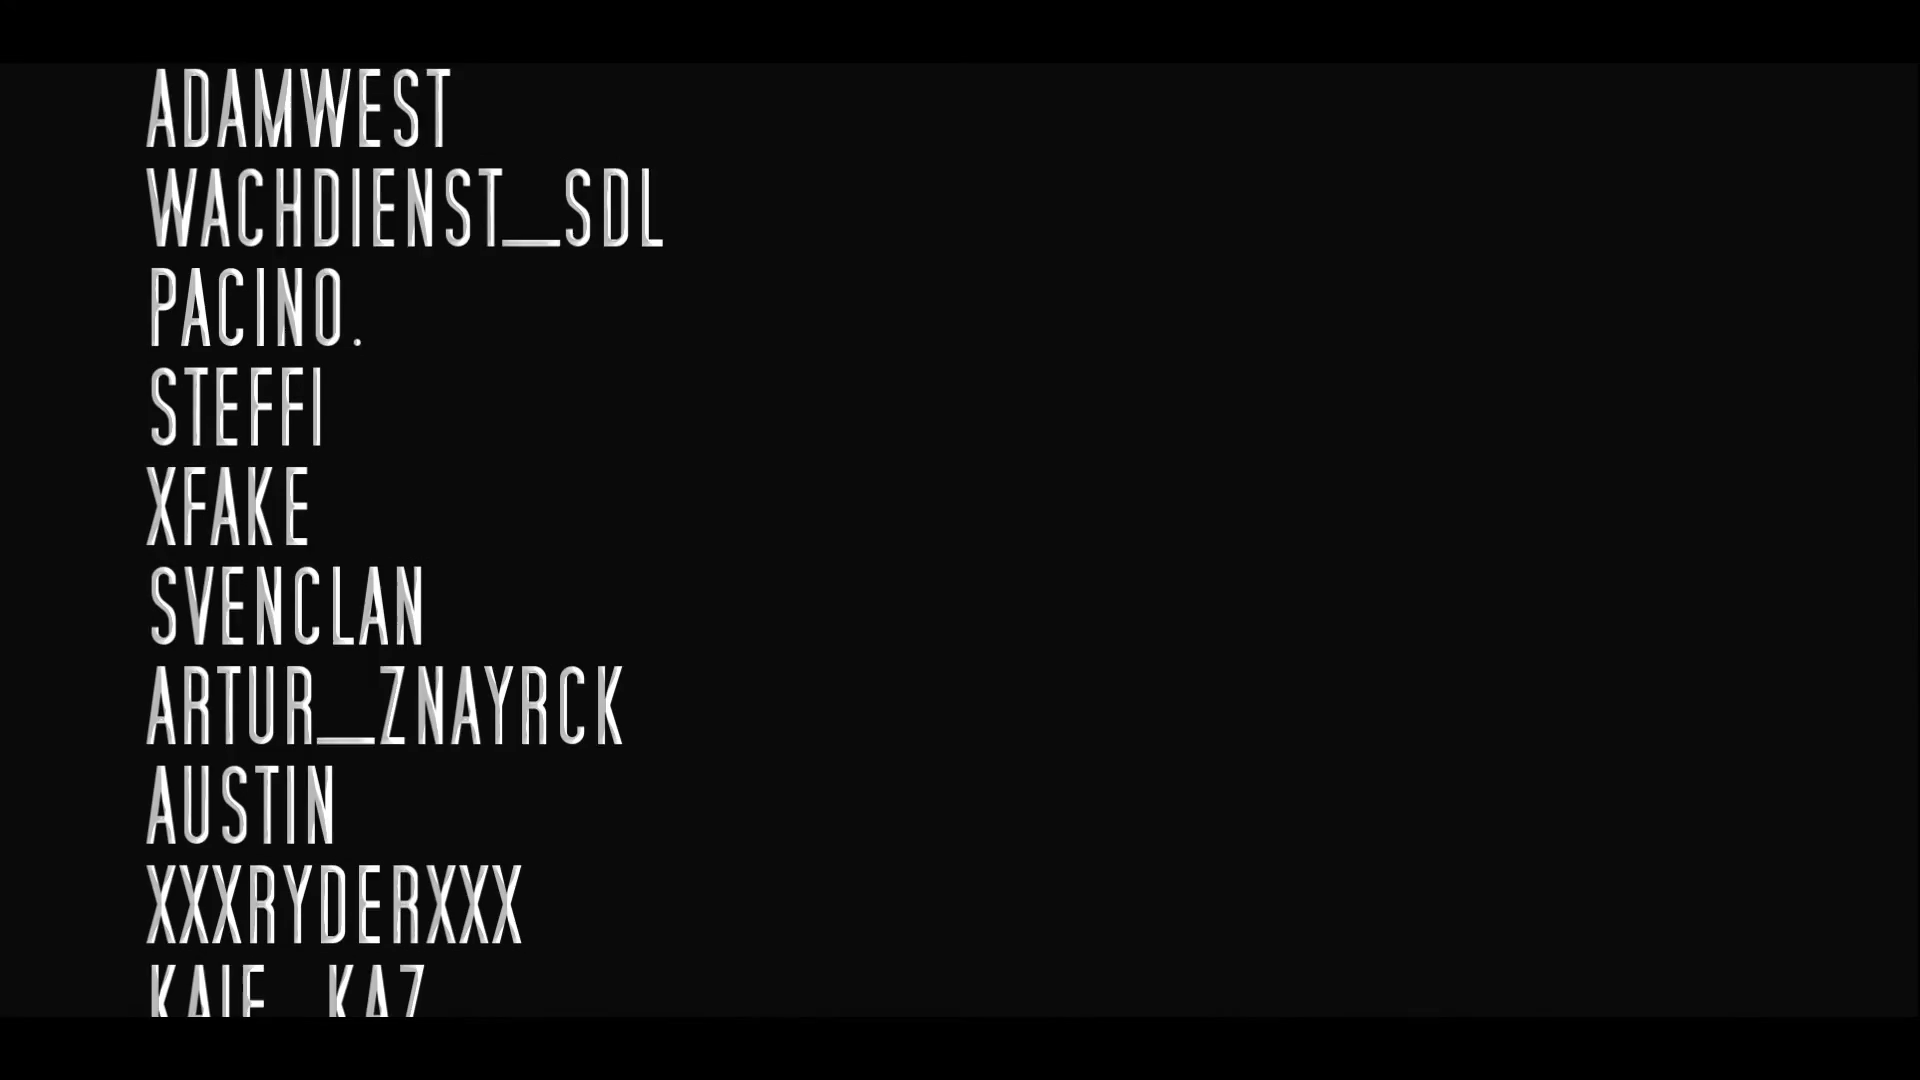 ADAMWEST
WACHDIENST_SDL
PACINO.
STEFFI
XFAKE
SVENCLAN
ARTUR_ZNAYRCK
AUSTIN
XXXRYDERXXX